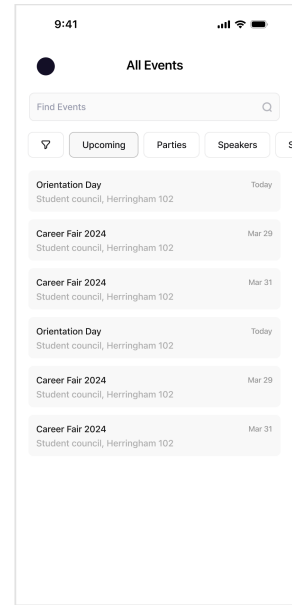 9:41
All Events
Find Events
Upcoming Parties Speakers S
Orientation Day Today
Student council, Herringham 102
Career Fair 2024 Mar 29
Student council, Herringham 102
Career Fair 2024 Mar 31
Student council, Herringham 102
Orientation Day Today
Student council, Herringham 102
Career Fair 2024 Mar 29
Student council, Herringham 102
Career Fair 2024 Mar 31
Student council, Herringham 102